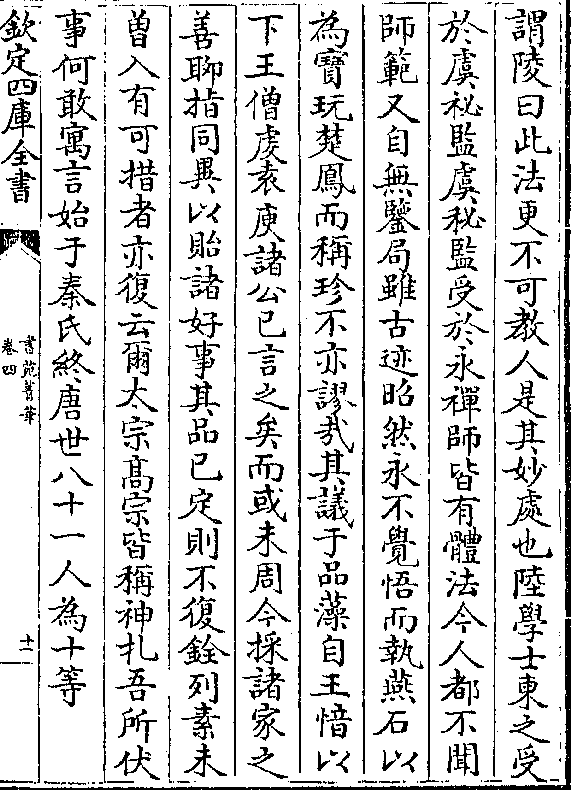 謂陵曰此法更不可教人是其妙處也陸學士柬之受
於虞祕監虞秘監受於永禪師皆有體法今人都不聞
師範又自無鑒局雖古迹昭然永不覺悟而執燕石以
為寳玩楚鳳而稱珍不亦謬哉其議于品藻自王愔以
下王僧虔袁庾諸公已言之矣而或未周今採諸家之
善聊指同異以貽諸好事其品已定則不復銓列素未
曽入有可措者亦復云爾太宗髙宗皆稱神札吾所伏
事何敢寓言始于秦氏終唐世八十一人為十等
欽定四庫全書
書苑菁華
卷四
十一